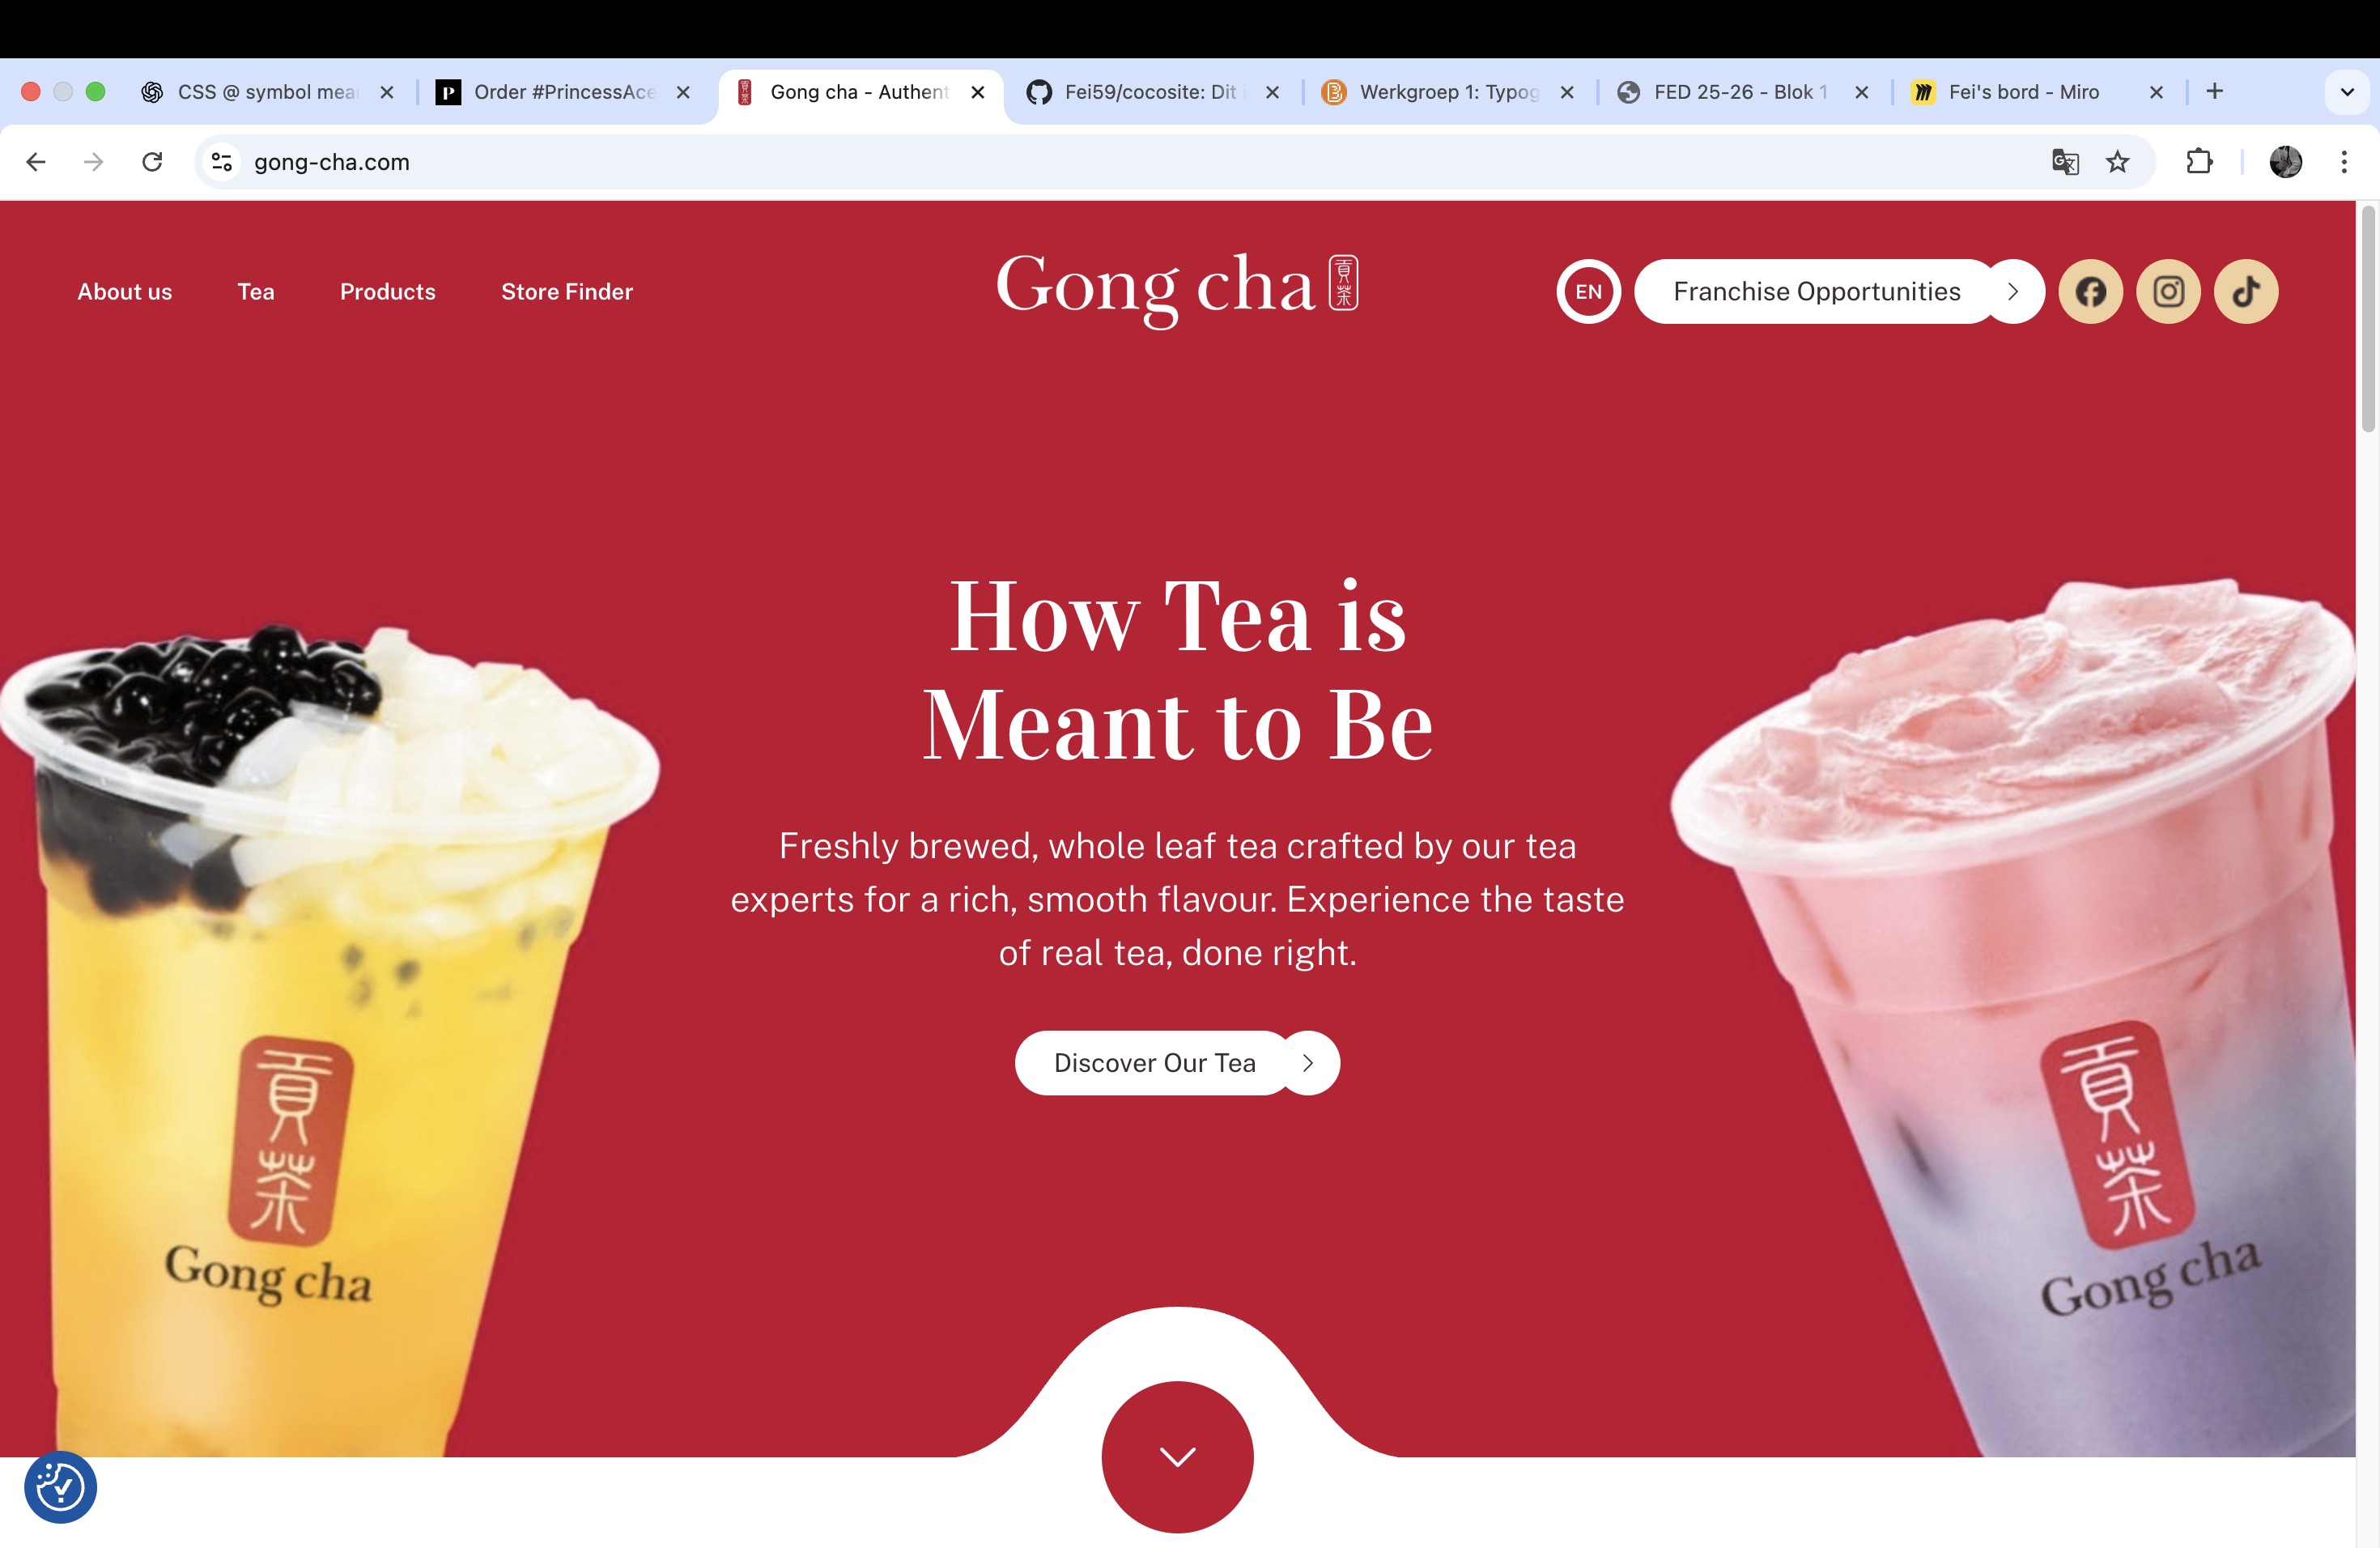 CSS @ symbol mea
Order #PrincessAce
Gong cha - Authent
Fei59/cocosite: Dit
Werkgroep 1: Typog
FED 25-26 - Blok 1
Fei's bord - Miro
gong-cha.com
About us
Tea
Products
Store Finder
Gong cha 貢茶
EN
Franchise Opportunities
How Tea is
Meant to Be
Freshly brewed, whole leaf tea crafted by our tea
experts for a rich, smooth flavour. Experience the taste
of real tea, done right.
Discover Our Tea
貢茶
Gong cha
貢茶
Gong cha